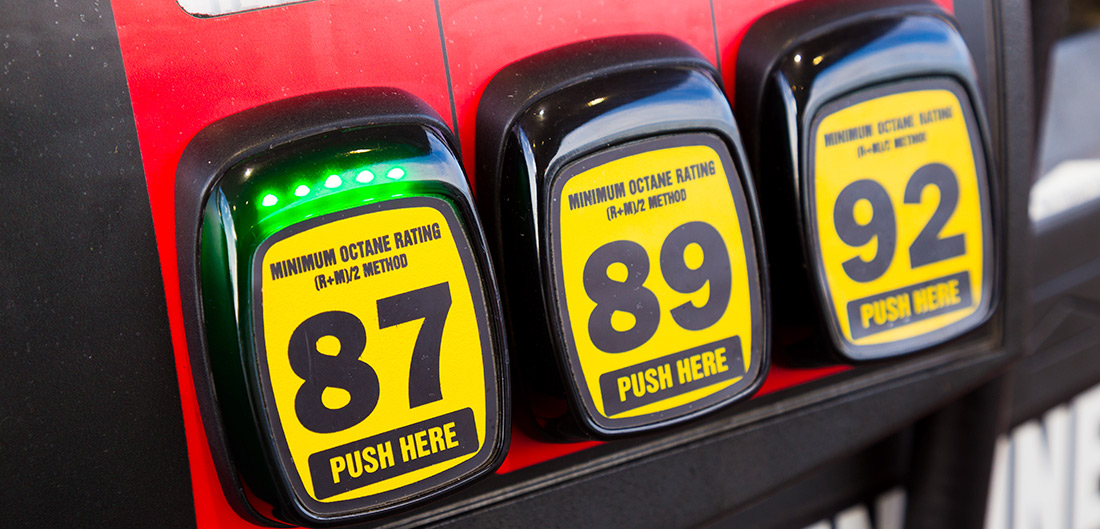 MINIMUM OCTANE RATING
(R+M)/2 METHOD
87
PUSH HERE
MINIMUM OCTANE RATING
(R+M)/2 METHOD
89
PUSH HERE
MINIMUM OCTANE RATING
(R+M)/2 METHOD
92
PUSH HERE